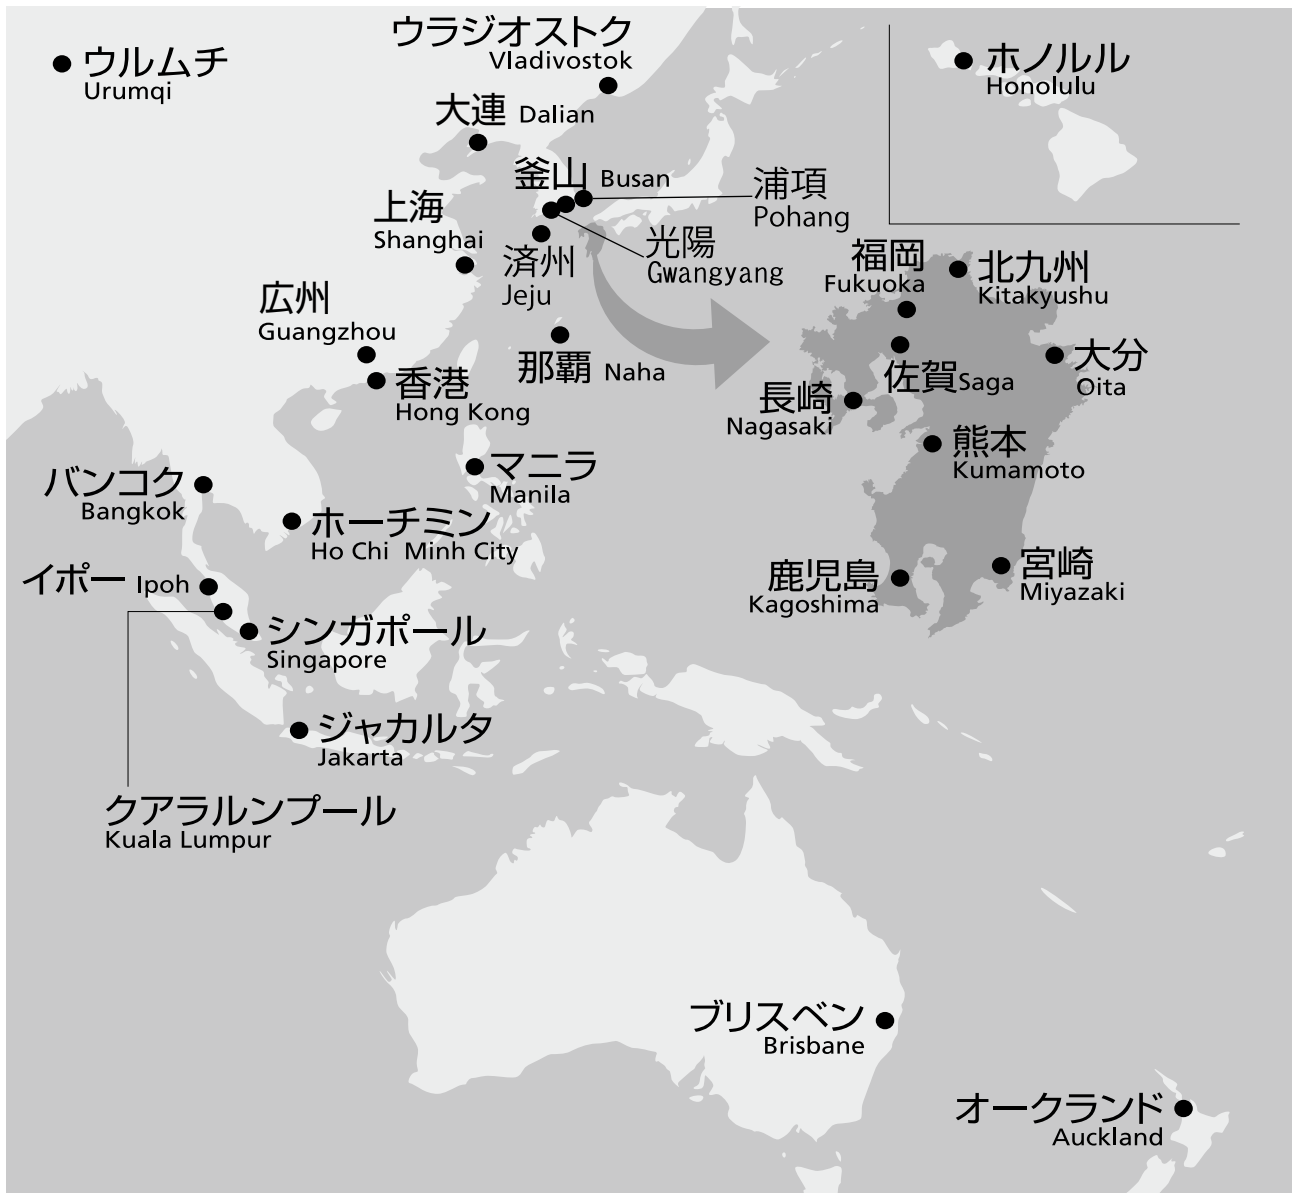 ウラジオストク
Vladivostok
ウルムチ
Urumqi
ホノルル
Honolulu
大連 Dalian
釜山 Busan
浦項
Pohang
上海
Shanghai
光陽
Gwangyang
済州
Jeju
福岡
Fukuoka
北九州
Kitakyushu
広州
Guangzhou
那覇 Naha
大分
Oita
佐賀 Saga
香港
Hong Kong
長崎
Nagasaki
熊本
Kumamoto
マニラ
Manila
バンコク
Bangkok
ホーチミン
Ho Chi Minh City
イポー Ipoh
鹿児島
Kagoshima
宮崎
Miyazaki
シンガポール
Singapore
ジャカルタ
Jakarta
クアラルンプール
Kuala Lumpur
ブリスベン
Brisbane
オークランド
Auckland